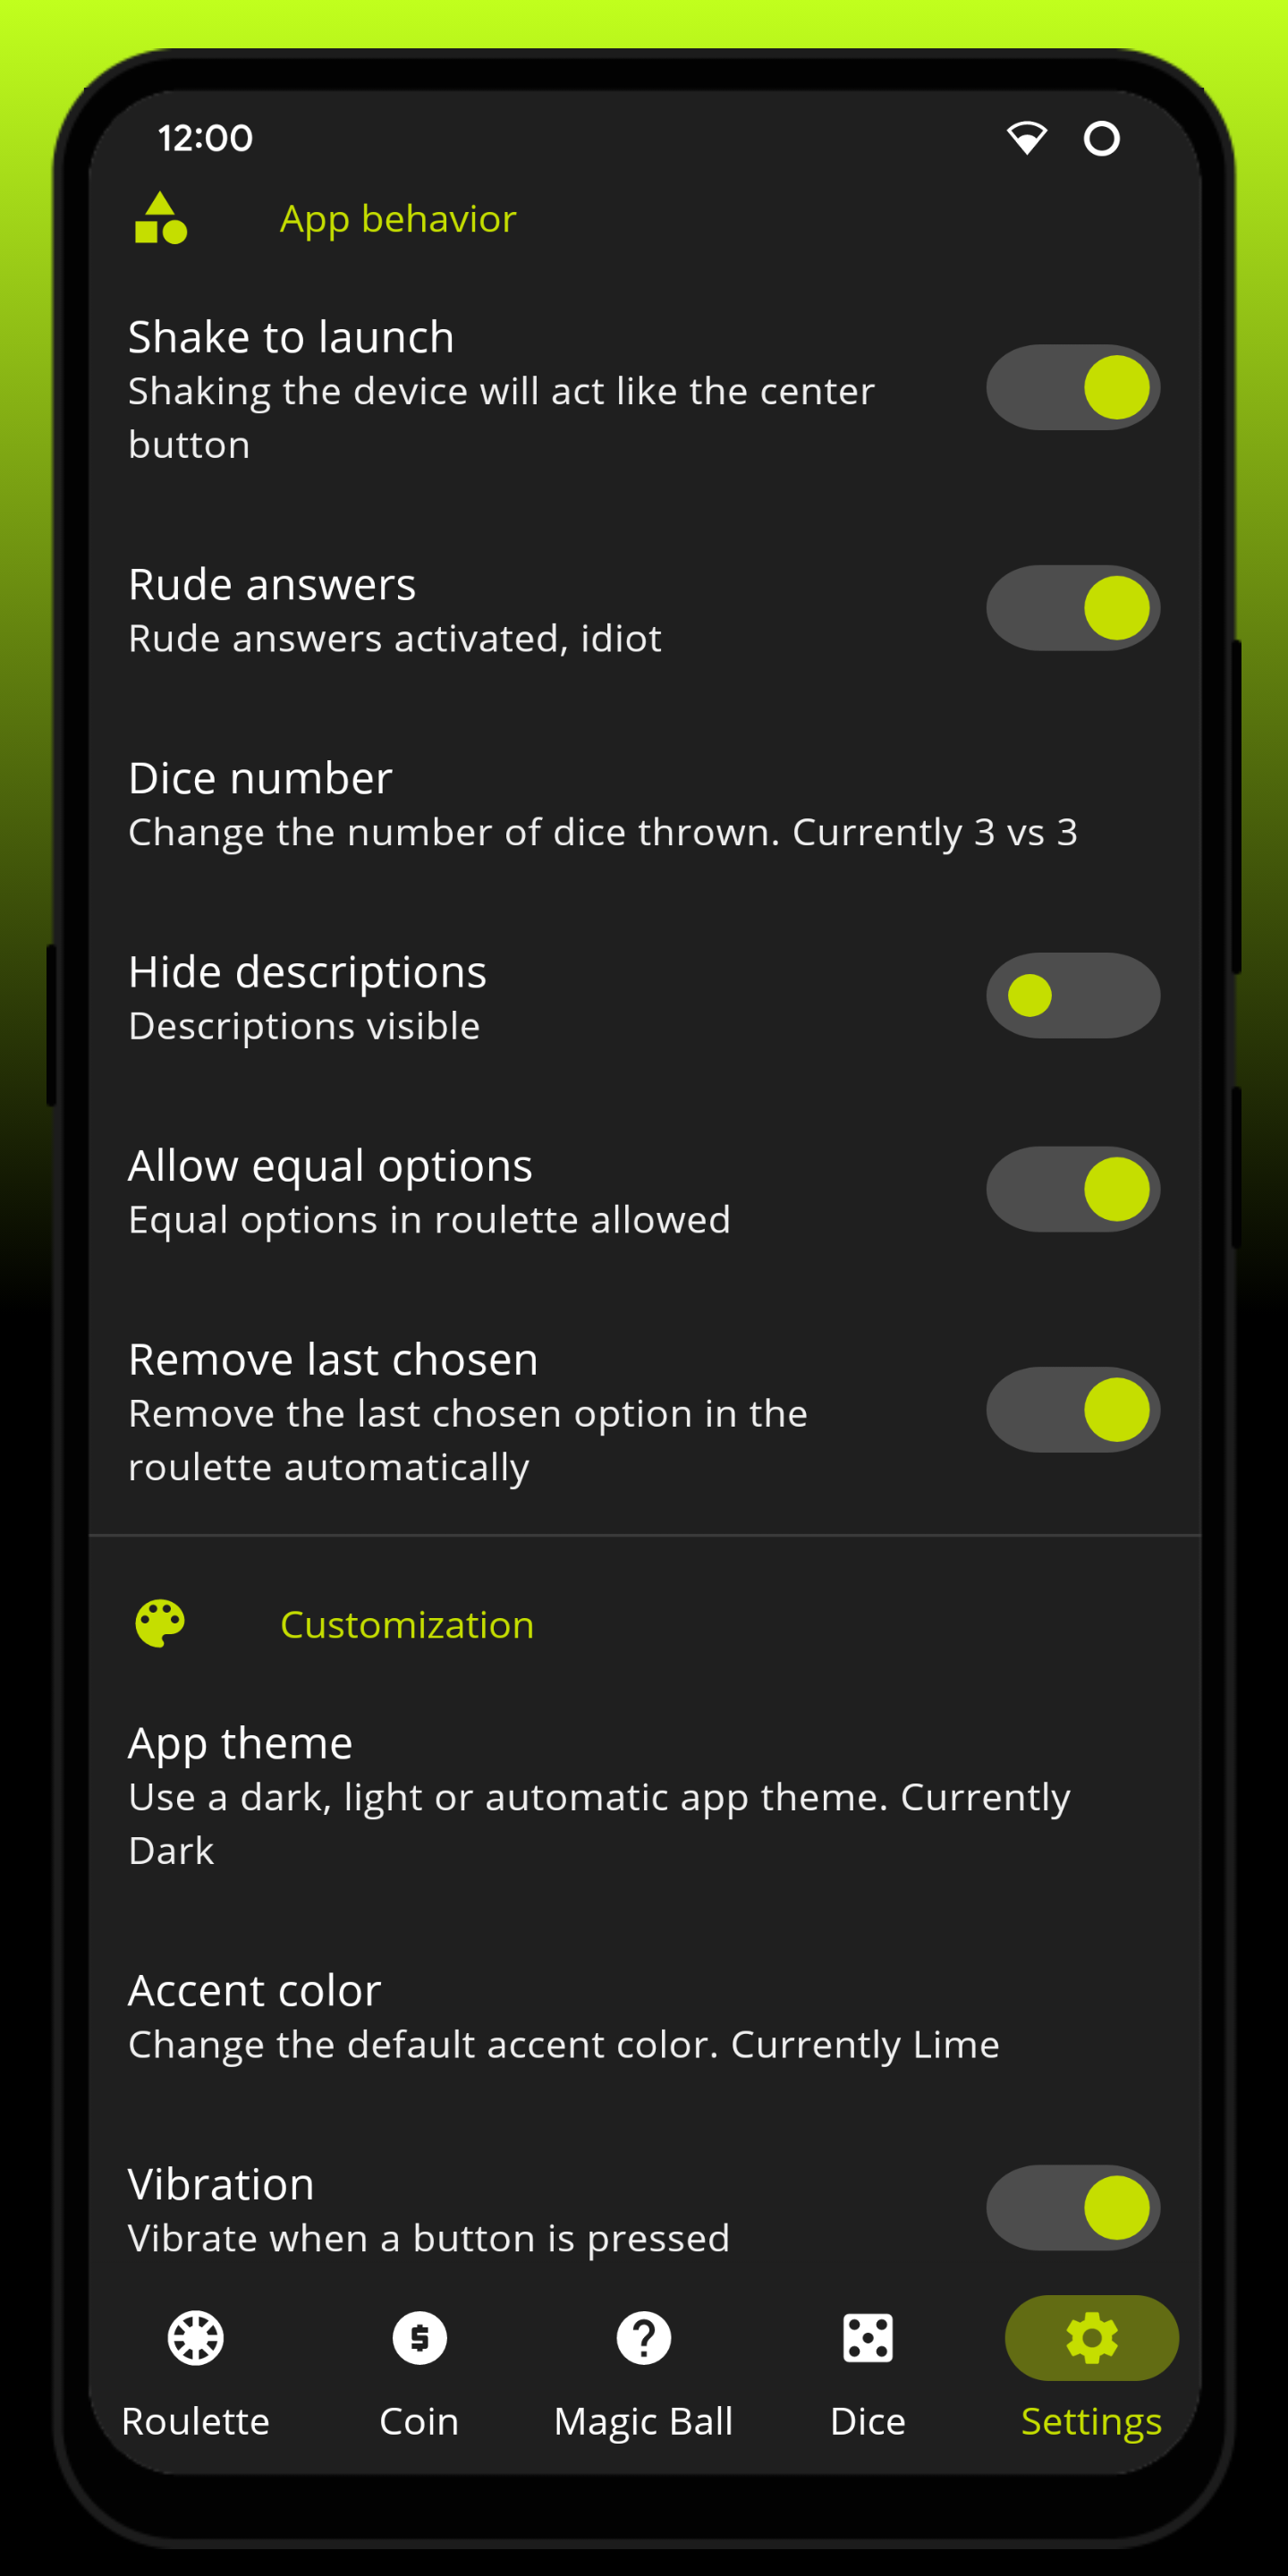 12:00
App behavior
Shake to launch
Shaking the device will act like the center
button
Rude answers
Rude answers activated, idiot
Dice number
Change the number of dice thrown. Currently 3 vs 3
Hide descriptions
Descriptions visible
Allow equal options
Equal options in roulette allowed
Remove last chosen
Remove the last chosen option in the
roulette automatically
Customization
App theme
Use a dark, light or automatic app theme. Currently
Dark
Accent color
Change the default accent color. Currently Lime
Vibration
Vibrate when a button is pressed
Roulette Coin Magic Ball Dice Settings